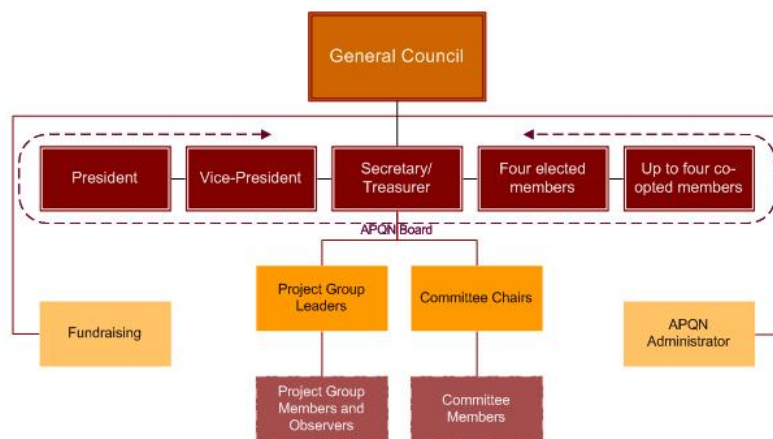 General Council
President
Vice-President
Secretary/
Treasurer
Four elected
members
Up to four co-
opted members
APQN Board
Project Group
Leaders
Committee Chairs
Fundraising
APQN
Administrator
Project Group
Members and
Observers
Committee
Members